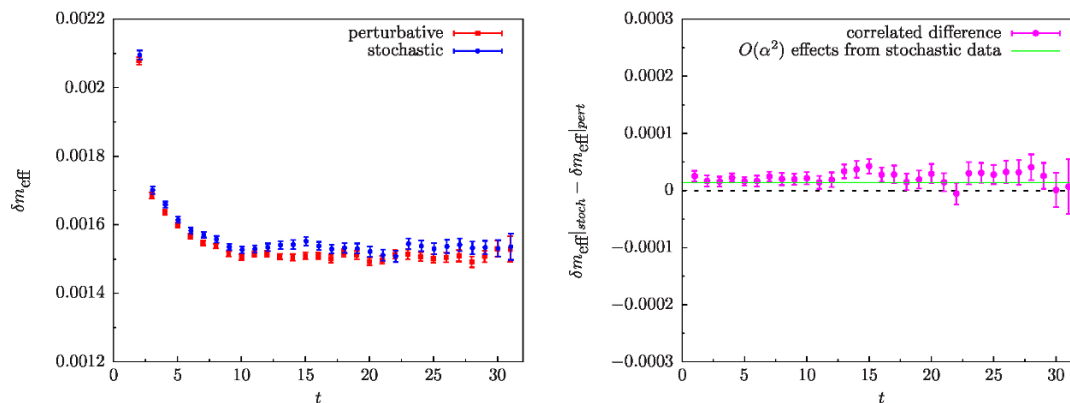 0.0022
0.002
0.0018
0.0016
0.0014
0.0012
δm_eff
0 5 10 15 20 25 30
t
perturbative
stochastic
0.0003
0.0002
0.0001
0
−0.0001
−0.0002
−0.0003
δm_eff|_stoch − δm_eff|_pert
0 5 10 15 20 25 30
t
correlated difference
O(α²) effects from stochastic data